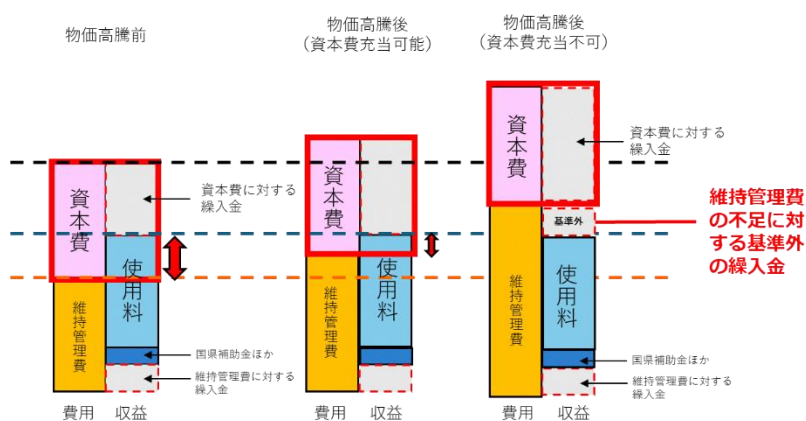 物価高騰前
物価高騰後
(資本費充当可能)
物価高騰後
(資本費充当不可)
資本費
資本費に対する
繰入金
使用料
維持管理費
国県補助金ほか
維持管理費に対する
繰入金
費用
収益
資本費
使用料
維持管理費
費用
収益
資本費
資本費に対する
繰入金
基準外
維持管理費
の不足に対
する基準外
の繰入金
使用料
維持管理費
国県補助金ほか
維持管理費に対する
繰入金
費用
収益